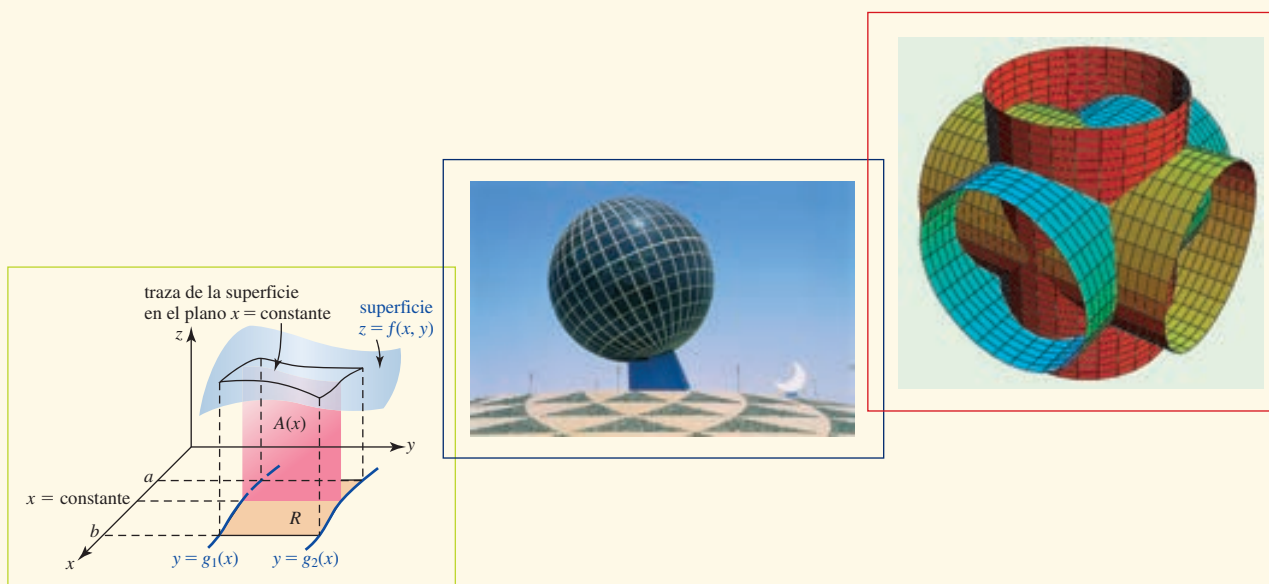 traza de la superficie
en el plano x = constante
superficie
z = f(x, y)
z
A(x)
y
a
x = constante
R
b
x
y = g₁(x)
y = g₂(x)